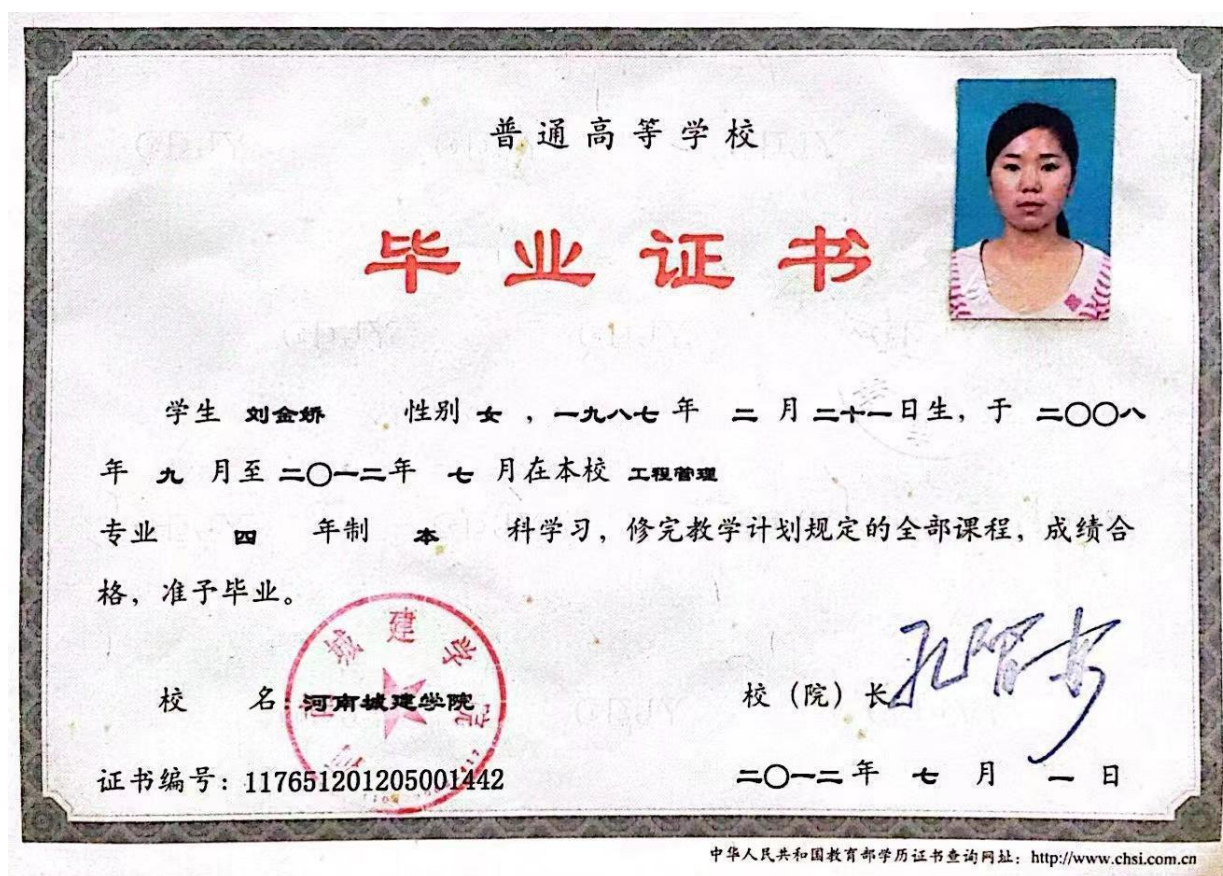 普通高等学校
毕业证书
学生 刘金娇 性别 女 ，一九八七 年 二 月 二十一 日生，于 二〇〇八
年 九 月至 二〇一二 年 七 月在本校 工程管理
专业 四 年制 本 科学习，修完教学计划规定的全部课程，成绩合
格，准予毕业。
校 名：河南城建学院 校（院）长
证书编号：117651201205001442 二〇一二 年 七 月 一 日
中华人民共和国教育部学历证书查询网址：http://www.chsi.com.cn